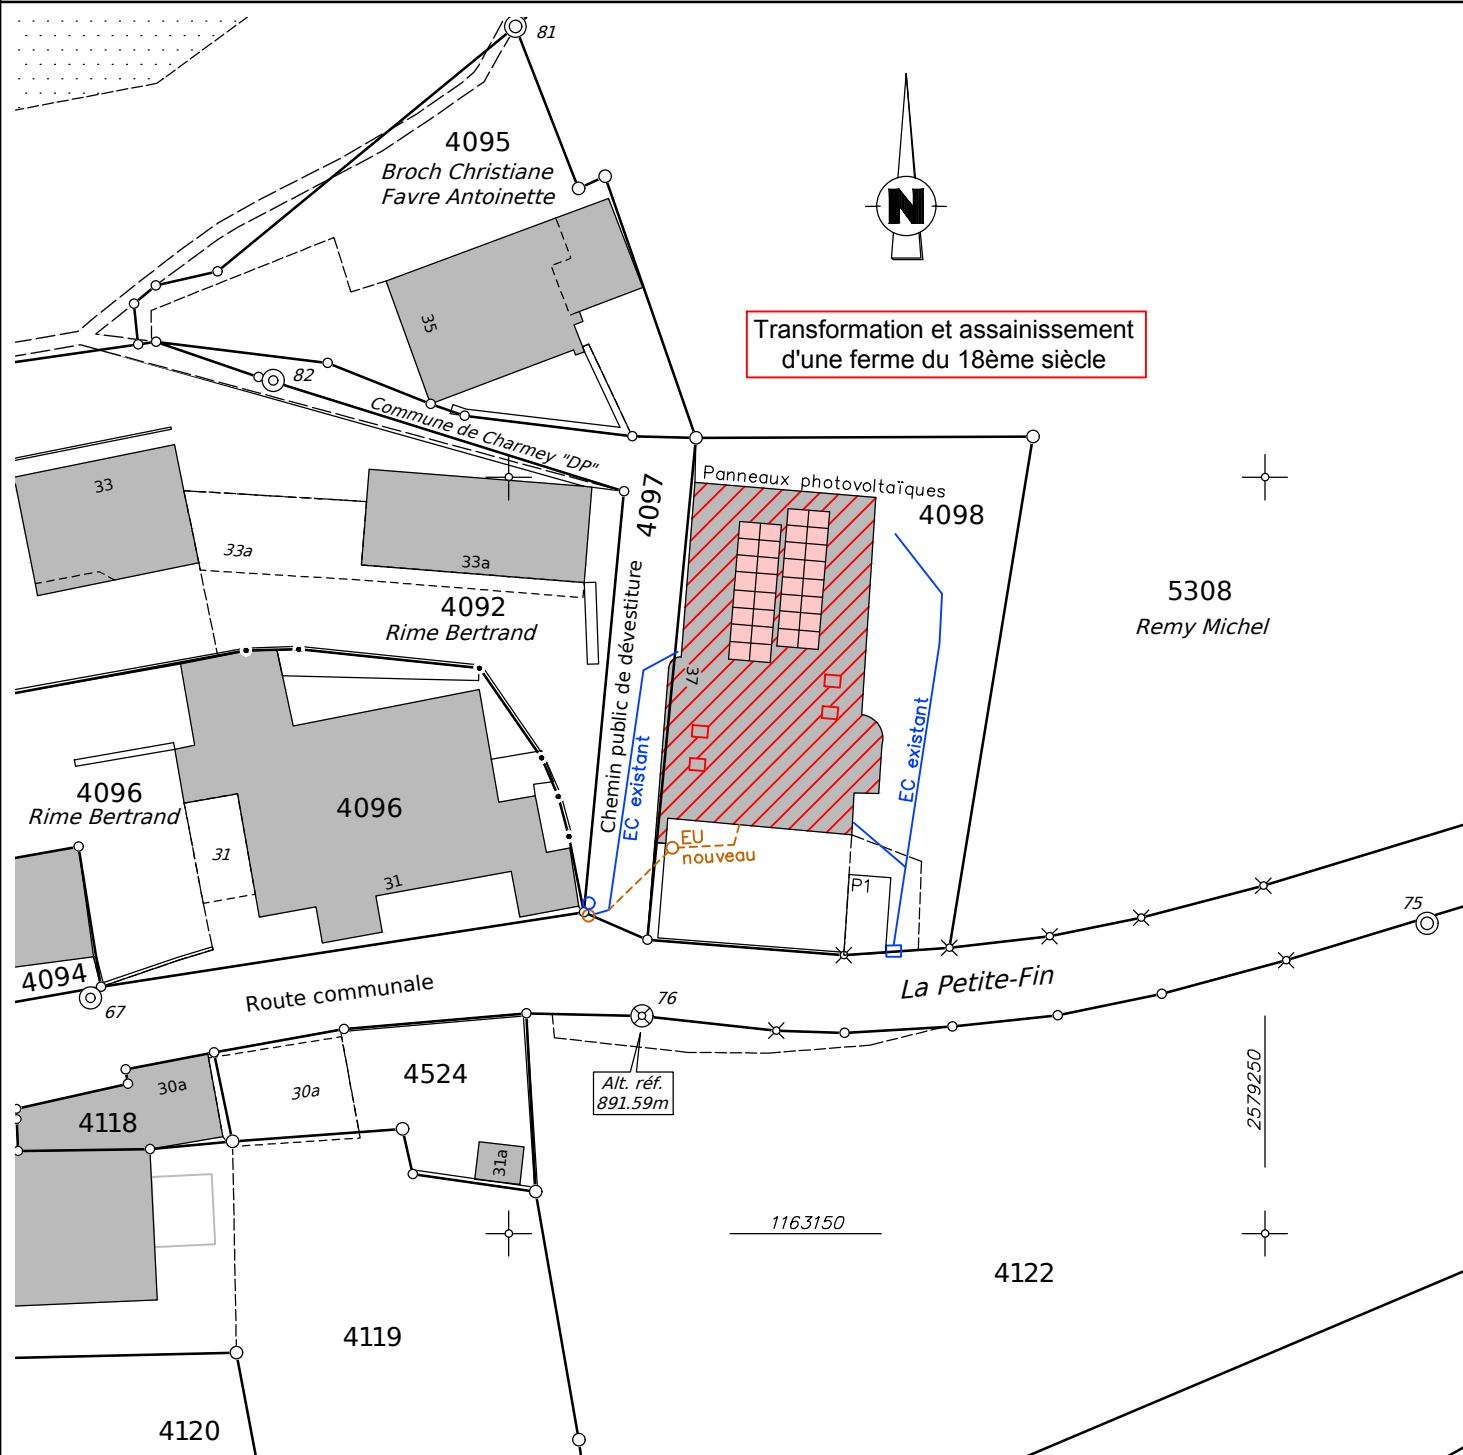 81
4095
Broch Christiane
Favre Antoinette
N
Transformation et assainissement
d'une ferme du 18ème siècle
35
82
Commune de Charmey "DP"
33
33a
33a
4092
Rime Bertrand
4097
Chemin public de dévestiture
Panneaux photovoltaïques
4098
5308
Remy Michel
37
EC existant
EC existant
4096
Rime Bertrand
4096
31
31
EU
nouveau
P1
75
4094
67
Route communale
La Petite-Fin
76
Alt. réf.
891.59m
30a
30a
4524
4118
31a
2579250
1163150
4122
4119
4120